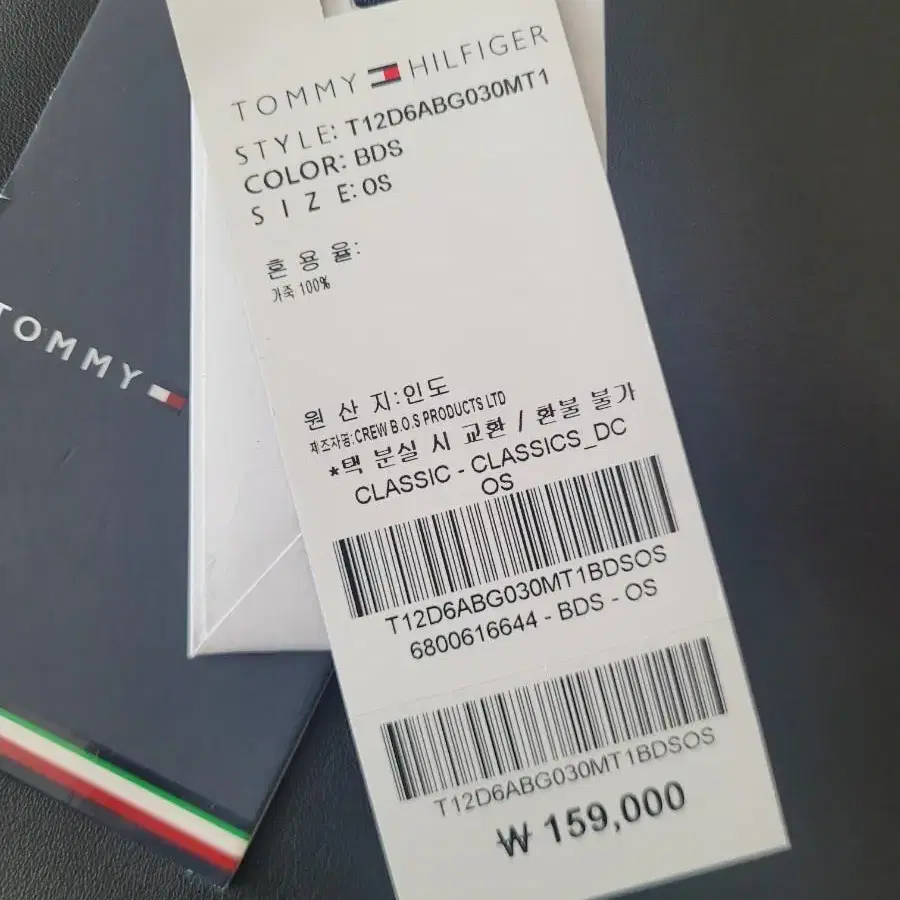 TOMMY HILFIGER
STYLE: T12D6ABG030MT1
COLOR: BDS
SIZE: OS
혼용율:
가죽 100%
원산지:인도
제조자명:CREW B.O.S PRODUCTS LTD
*택 분실 시 교환 / 환불 불가
CLASSIC - CLASSICS_DC
OS
T12D6ABG030MT1BDSOS
6800616644 - BDS - OS
T12D6ABG030MT1BDSOS
₩ 159,000
TOMMY